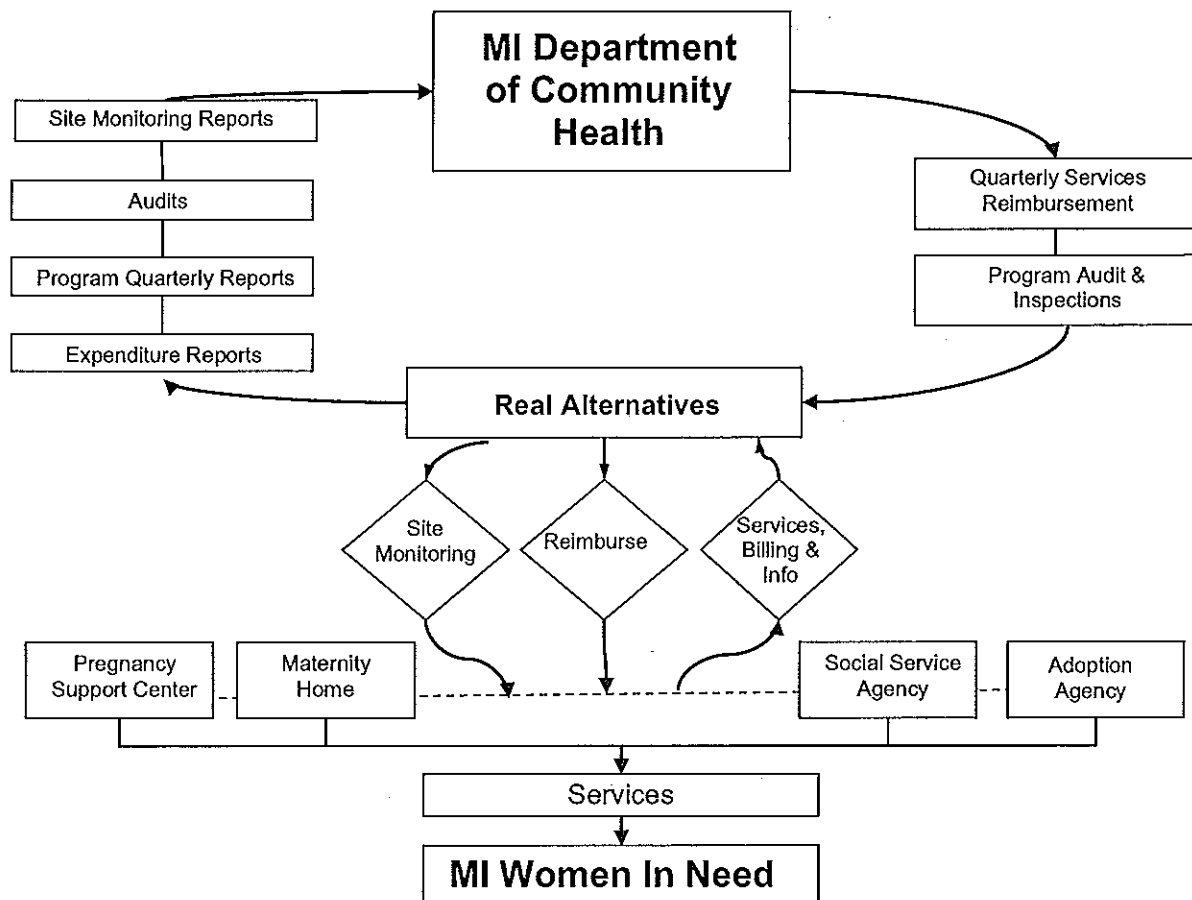 MI Department
of Community
Health
Site Monitoring Reports
Audits
Program Quarterly Reports
Expenditure Reports
Quarterly Services
Reimbursement
Program Audit &
Inspections
Real Alternatives
Site
Monitoring
Reimburse
Services,
Billing &
Info
Pregnancy
Support Center
Maternity
Home
Social Service
Agency
Adoption
Agency
Services
MI Women In Need